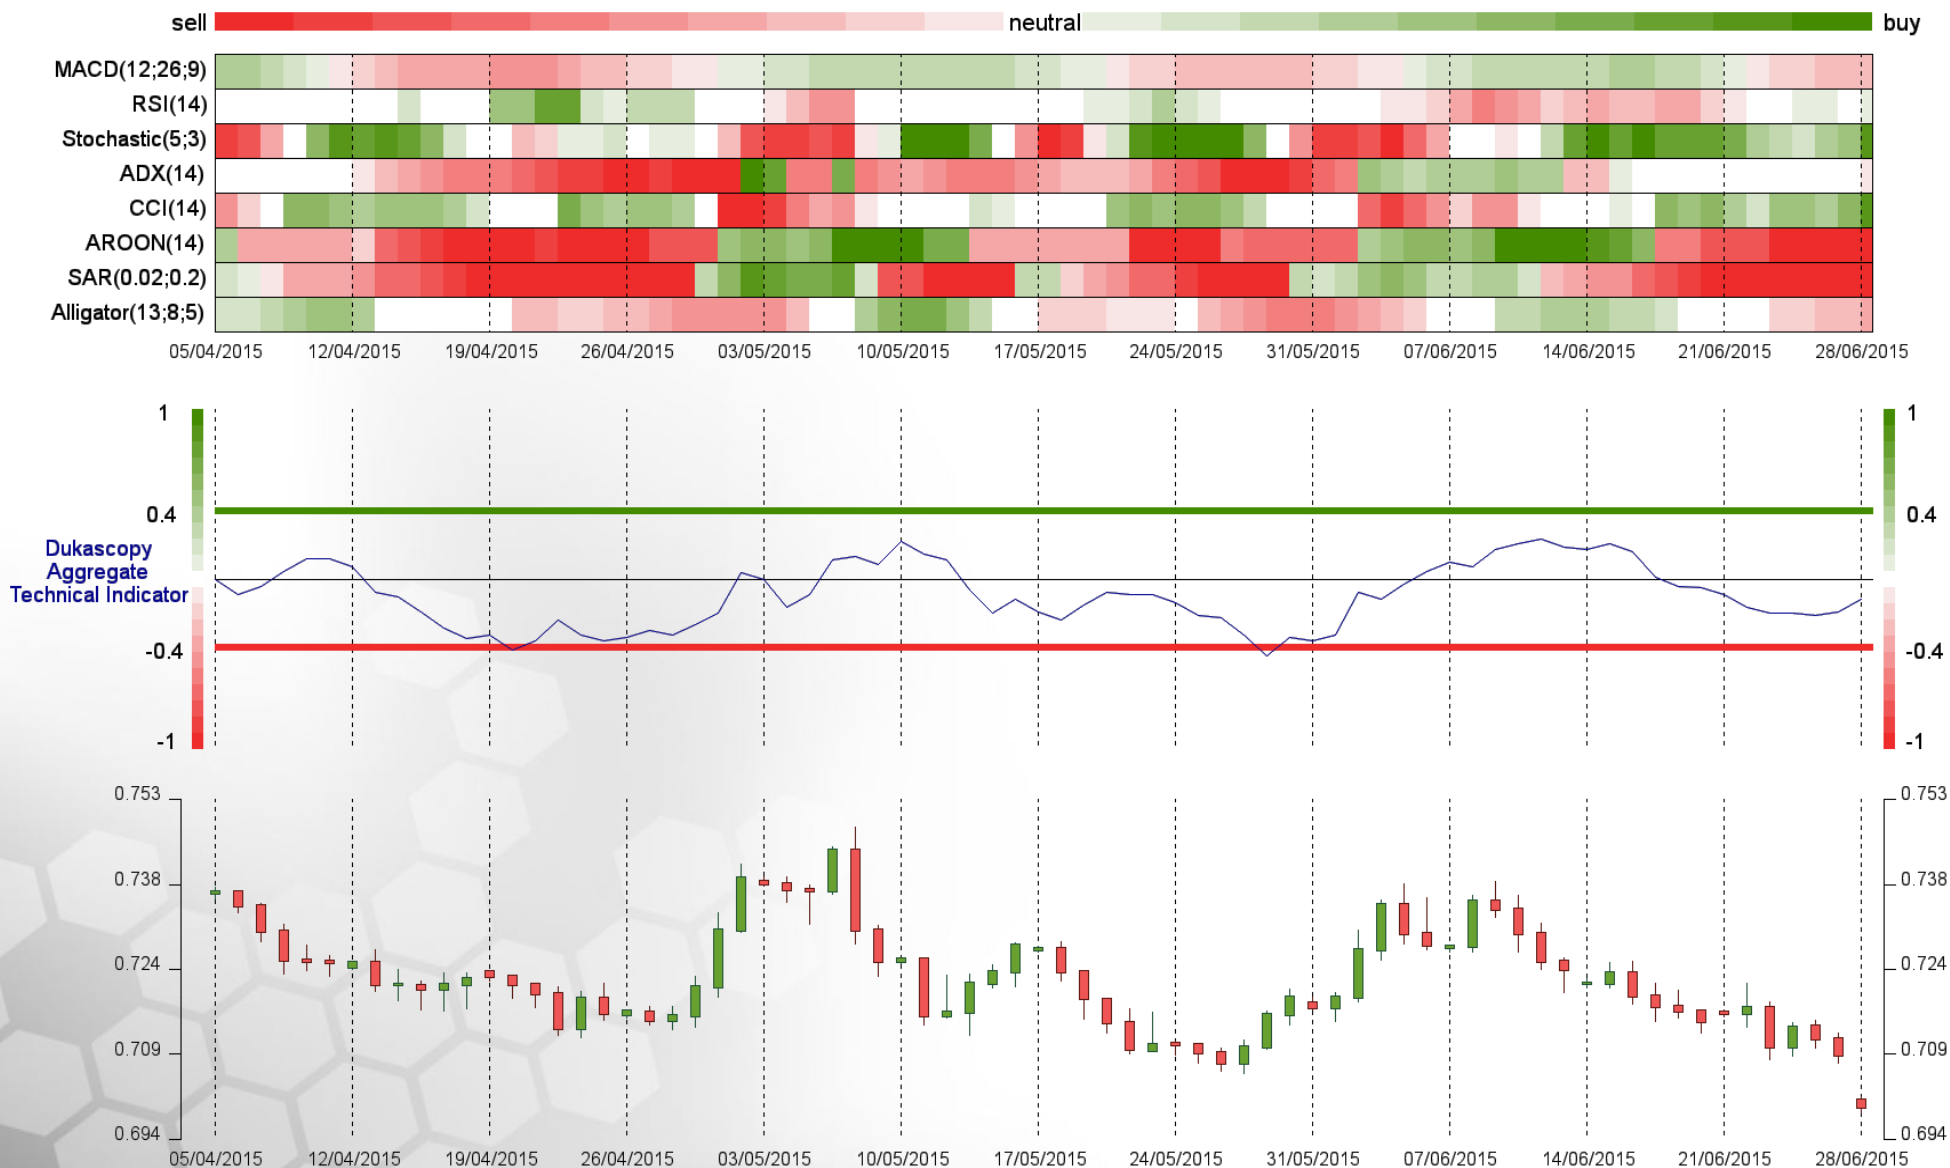 sell neutral buy
MACD(12;26;9)
RSI(14)
Stochastic(5;3)
ADX(14)
CCI(14)
AROON(14)
SAR(0.02;0.2)
Alligator(13;8;5)
05/04/2015 12/04/2015 19/04/2015 26/04/2015 03/05/2015 10/05/2015 17/05/2015 24/05/2015 31/05/2015 07/06/2015 14/06/2015 21/06/2015 28/06/2015
1 1
0.4 0.4
Dukascopy
Aggregate
Technical Indicator
-0.4 -0.4
-1 -1
0.753 0.753
0.738 0.738
0.724 0.724
0.709 0.709
0.694 0.694
05/04/2015 12/04/2015 19/04/2015 26/04/2015 03/05/2015 10/05/2015 17/05/2015 24/05/2015 31/05/2015 07/06/2015 14/06/2015 21/06/2015 28/06/2015